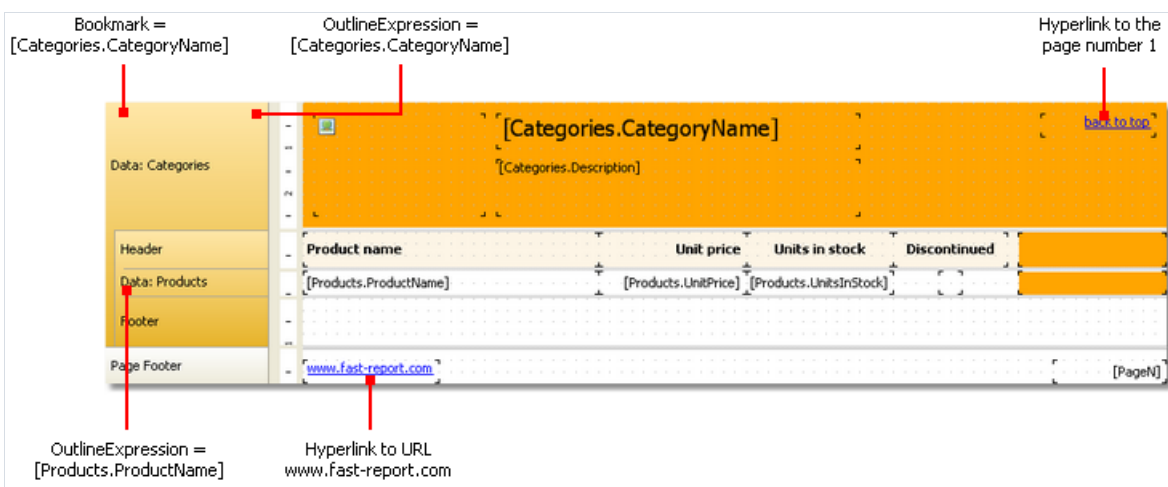 Bookmark =
[Categories.CategoryName]
OutlineExpression =
[Categories.CategoryName]
Hyperlink to the
page number 1
Data: Categories
[Categories.CategoryName]
back to top
[Categories.Description]
Header
Product name
Unit price
Units in stock
Discontinued
Data: Products
[Products.ProductName]
[Products.UnitPrice]
[Products.UnitsInStock]
Footer
Page Footer
www.fast-report.com
[PageN]
OutlineExpression =
[Products.ProductName]
Hyperlink to URL
www.fast-report.com